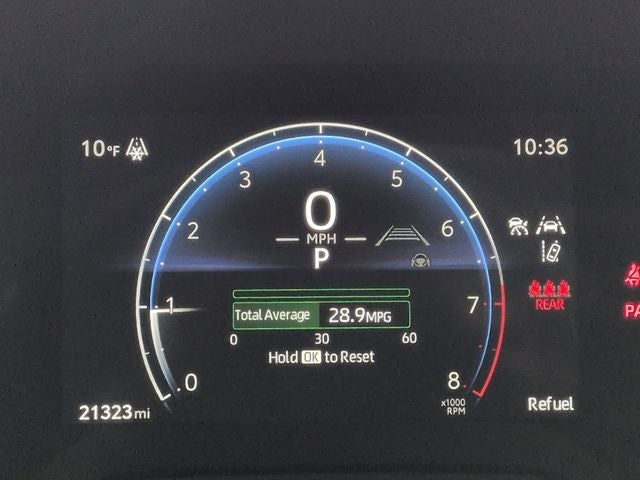 10°F
10:36
4
3
5
2
0
6
MPH
P
1
7
REAR
Total Average 28.9MPG
0 30 60
Hold OK to Reset
0
8
x1000
RPM
21323mi
Refuel